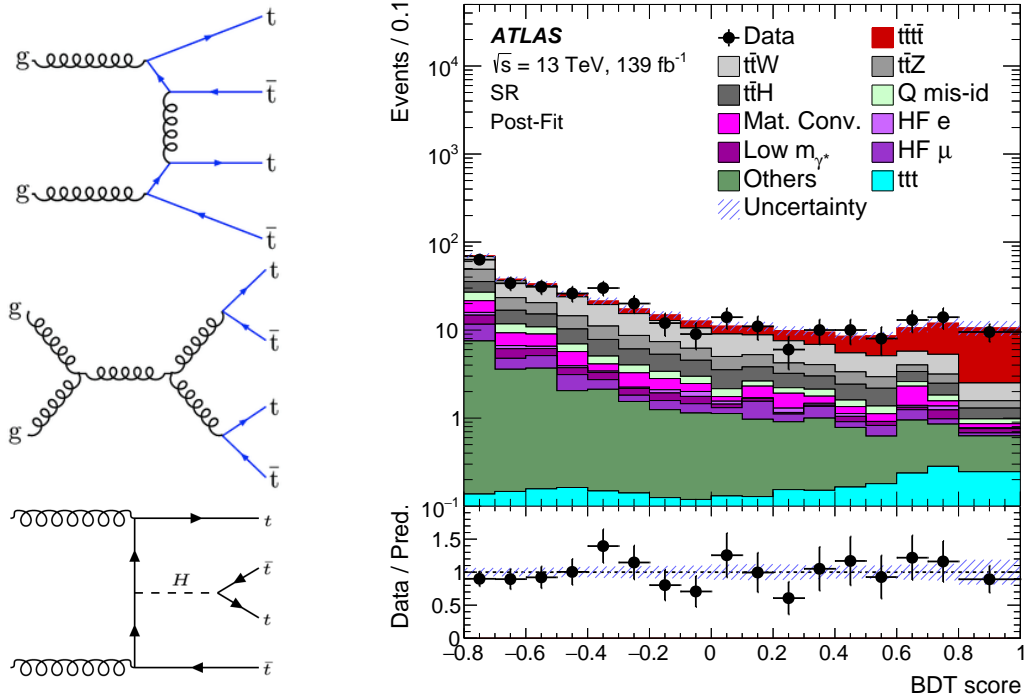 t
g
t̄
t
g
t̄
g
t
t̄
t
g
t̄
t
t̄
H
t
t̄
Events / 0.1
10⁴
10³
10²
10
1
10⁻¹
ATLAS
√s = 13 TeV, 139 fb⁻¹
SR
Post-Fit
Data tt̄tt̄
tt̄W tt̄Z
tt̄H Q mis-id
Mat. Conv. HF e
Low m_γ* HF μ
Others ttt
Uncertainty
Data / Pred.
1.5
1
0.5
0
−0.8 −0.6 −0.4 −0.2 0 0.2 0.4 0.6 0.8 1
BDT score